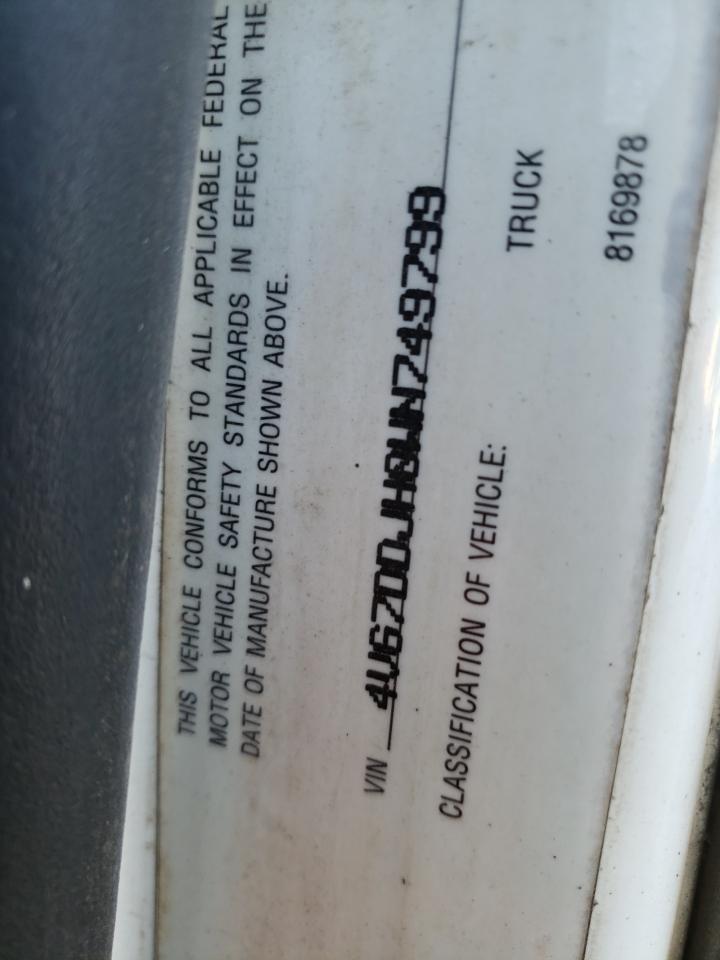 THIS VEHICLE CONFORMS TO ALL APPLICABLE FEDERAL
MOTOR VEHICLE SAFETY STANDARDS IN EFFECT ON THE
DATE OF MANUFACTURE SHOWN ABOVE.
VIN 4VG7DDJH0WN749799
CLASSIFICATION OF VEHICLE:
TRUCK
8169878